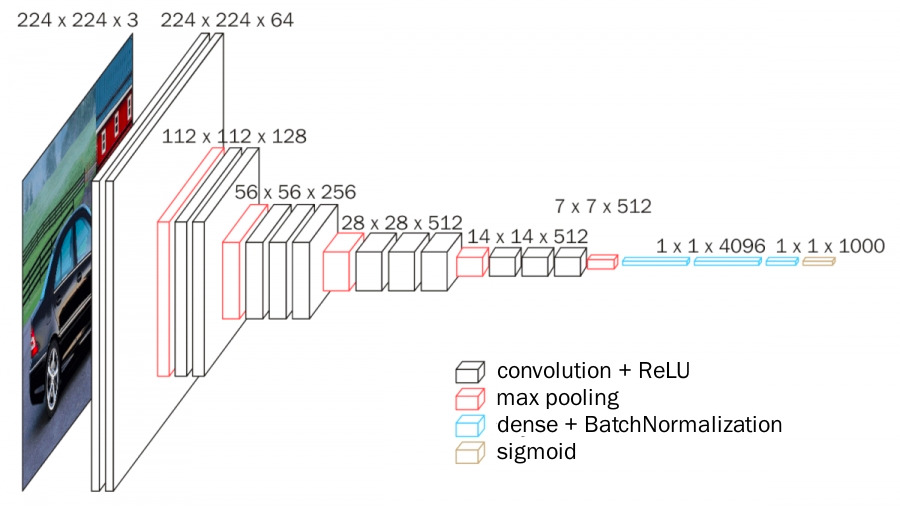 224 x 224 x 3
224 x 224 x 64
112 x 112 x 128
56 x 56 x 256
28 x 28 x 512
14 x 14 x 512
7 x 7 x 512
1 x 1 x 4096
1 x 1 x 1000
convolution + ReLU
max pooling
dense + BatchNormalization
sigmoid